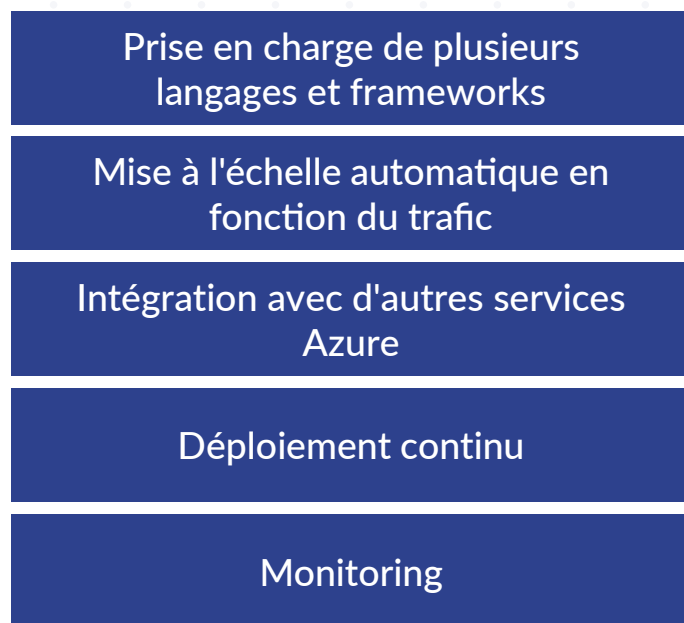 Prise en charge de plusieurs
langages et frameworks
Mise à l'échelle automatique en
fonction du trafic
Intégration avec d'autres services
Azure
Déploiement continu
Monitoring